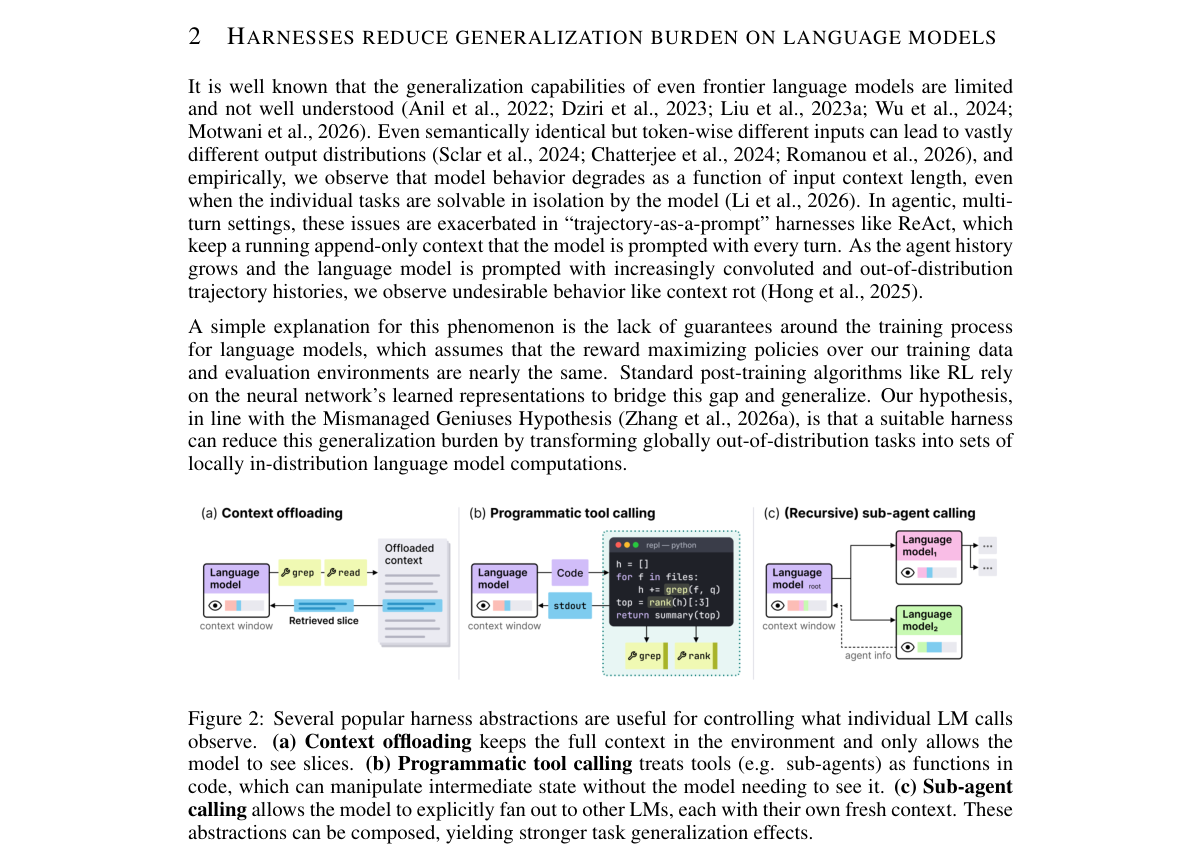 2 HARNESSES REDUCE GENERALIZATION BURDEN ON LANGUAGE MODELS
It is well known that the generalization capabilities of even frontier language models are limited
and not well understood (Anil et al., 2022; Dziri et al., 2023; Liu et al., 2023a; Wu et al., 2024;
Motwani et al., 2026). Even semantically identical but token-wise different inputs can lead to vastly
different output distributions (Sclar et al., 2024; Chatterjee et al., 2024; Romanou et al., 2026), and
empirically, we observe that model behavior degrades as a function of input context length, even
when the individual tasks are solvable in isolation by the model (Li et al., 2026). In agentic, multi-
turn settings, these issues are exacerbated in “trajectory-as-a-prompt” harnesses like ReAct, which
keep a running append-only context that the model is prompted with every turn. As the agent history
grows and the language model is prompted with increasingly convoluted and out-of-distribution
trajectory histories, we observe undesirable behavior like context rot (Hong et al., 2025).
A simple explanation for this phenomenon is the lack of guarantees around the training process
for language models, which assumes that the reward maximizing policies over our training data
and evaluation environments are nearly the same. Standard post-training algorithms like RL rely
on the neural network’s learned representations to bridge this gap and generalize. Our hypothesis,
in line with the Mismanaged Geniuses Hypothesis (Zhang et al., 2026a), is that a suitable harness
can reduce this generalization burden by transforming globally out-of-distribution tasks into sets of
locally in-distribution language model computations.
(a) Context offloading
Language
model
context window
grep
read
Retrieved slice
Offloaded
context
(b) Programmatic tool calling
Language
model
context window
Code
stdout
repl — python
h = []
for f in files:
h += grep(f, q)
top = rank(h)[:3]
return summary(top)
grep
rank
(c) (Recursive) sub-agent calling
Language
model root
context window
Language
model₁
...
...
Language
model₂
agent info
Figure 2: Several popular harness abstractions are useful for controlling what individual LM calls
observe. (a) Context offloading keeps the full context in the environment and only allows the
model to see slices. (b) Programmatic tool calling treats tools (e.g. sub-agents) as functions in
code, which can manipulate intermediate state without the model needing to see it. (c) Sub-agent
calling allows the model to explicitly fan out to other LMs, each with their own fresh context. These
abstractions can be composed, yielding stronger task generalization effects.